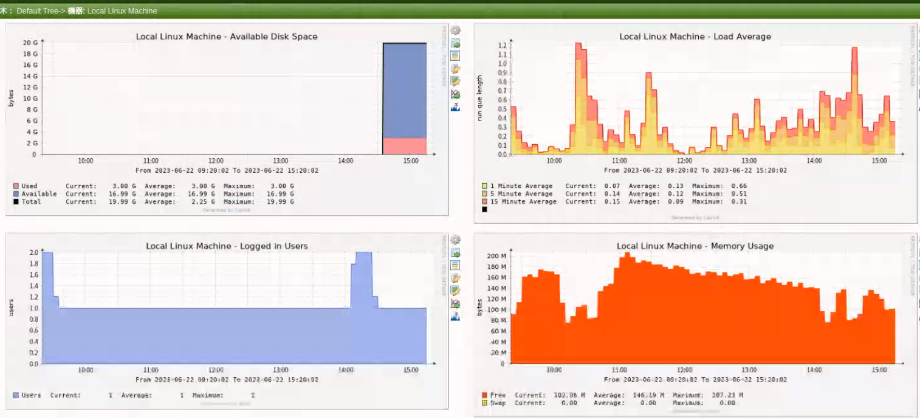 木： Default Tree-> 機器: Local Linux Machine
Local Linux Machine - Available Disk Space
20 G
18 G
16 G
14 G
12 G
10 G
8 G
6 G
4 G
2 G
0
bytes
10:00 11:00 12:00 13:00 14:00 15:00
From 2023-06-22 09:20:02 To 2023-06-22 15:20:02
Used Current: 3.00 G Average: 3.00 G Maximum: 3.00 G
Available Current: 16.99 G Average: 16.99 G Maximum: 16.99 G
Total Current: 19.99 G Average: 2.25 G Maximum: 19.99 G
Local Linux Machine - Load Average
1.2
1.1
1.0
0.9
0.8
0.7
0.6
0.5
0.4
0.3
0.2
0.1
0.0
run que length
10:00 11:00 12:00 13:00 14:00 15:00
From 2023-06-22 09:20:02 To 2023-06-22 15:20:02
1 Minute Average Current: 0.07 Average: 0.13 Maximum: 0.66
5 Minute Average Current: 0.14 Average: 0.12 Maximum: 0.51
15 Minute Average Current: 0.15 Average: 0.09 Maximum: 0.31
Local Linux Machine - Logged in Users
2.0
1.8
1.6
1.4
1.2
1.0
0.8
0.6
0.4
0.2
0.0
users
10:00 11:00 12:00 13:00 14:00 15:00
From 2023-06-22 09:20:02 To 2023-06-22 15:20:02
Users Current: 1 Average: 1 Maximum: 2
Local Linux Machine - Memory Usage
200 M
180 M
160 M
140 M
120 M
100 M
80 M
60 M
40 M
20 M
0
bytes
10:00 11:00 12:00 13:00 14:00 15:00
From 2023-06-22 09:20:02 To 2023-06-22 15:20:02
Free Current: Average: Maximum: 207.23 M
Swap Current: 0.00 Average: 0.00 Maximum: 0.00